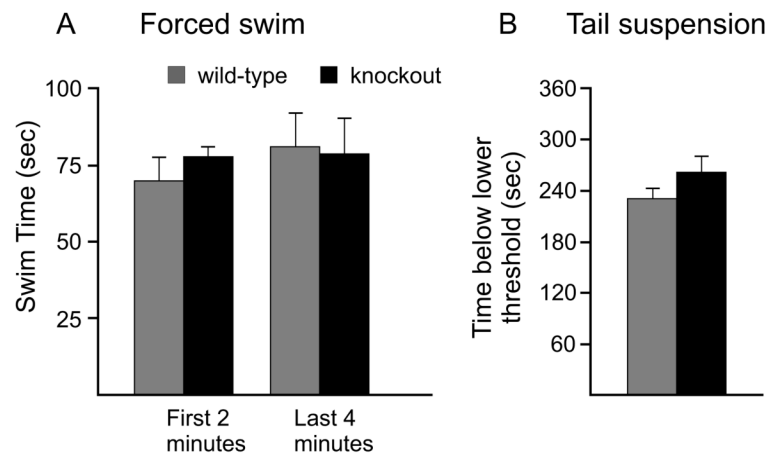 A Forced swim
wild-type knockout
Swim Time (sec)
100
75
50
25
First 2
minutes
Last 4
minutes
B Tail suspension
Time below lower
threshold (sec)
360
300
240
180
120
60